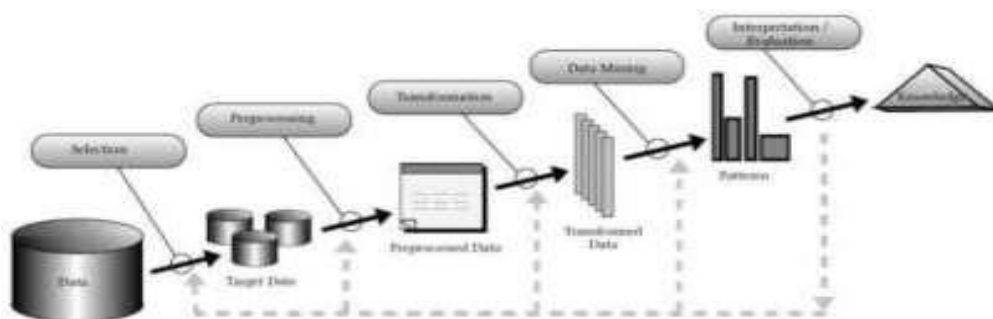 Interpretation /
Evaluation
Data Mining
Transformation
Preprocessing
Selection
Data
Target Data
Preprocessed Data
Transformed
Data
Patterns
Knowledge